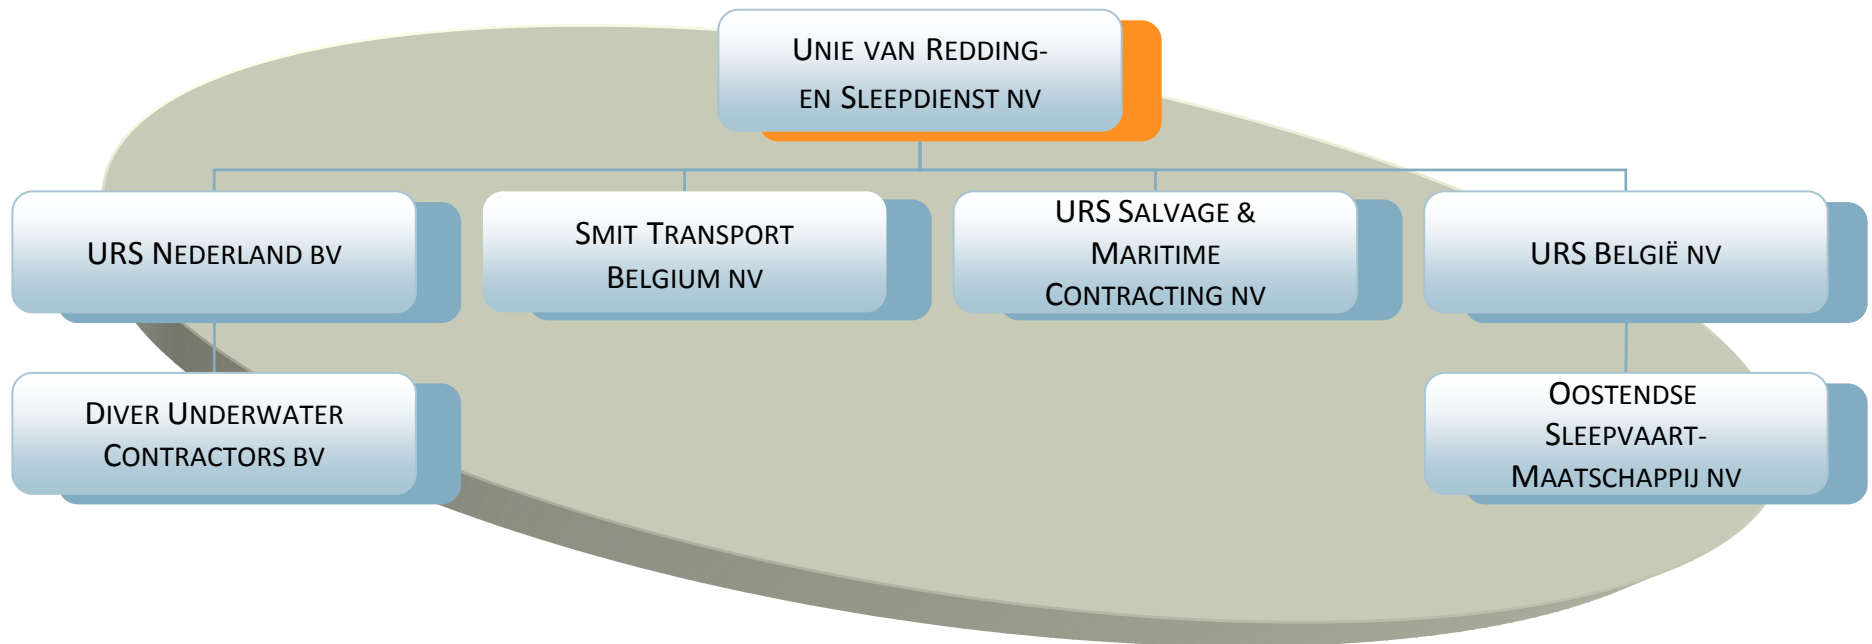 Unie van Redding-
en Sleepdienst nv
URS Nederland bv
Smit Transport
Belgium nv
URS Salvage &
Maritime
Contracting nv
URS België nv
Diver Underwater
Contractors bv
Oostendse
Sleepvaart-
Maatschappij nv